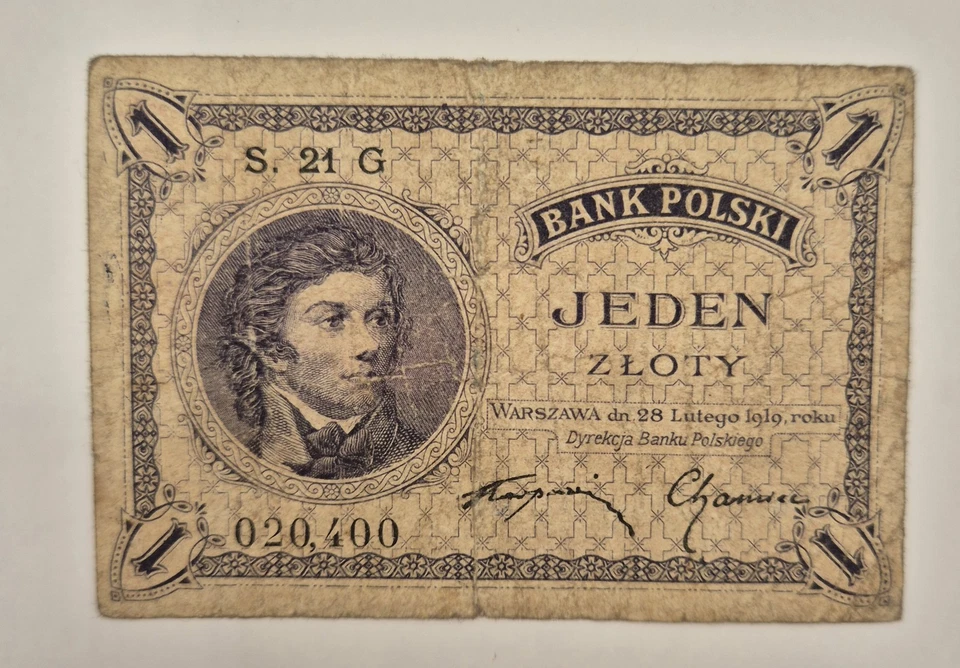 1
1
S. 21 G
BANK POLSKI
JEDEN
ZŁOTY
WARSZAWA dn. 28 Lutego 1919, roku
Dyrekcja Banku Polskiego
020,400
1
1